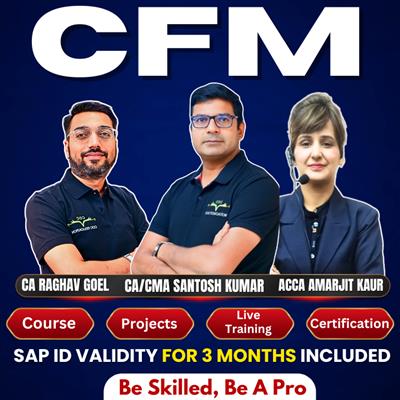 CFM
CA RAGHAV GOEL
CA/CMA SANTOSH KUMAR
ACCA AMARJIT KAUR
Course
Projects
Live
Training
Certification
SAP ID VALIDITY FOR 3 MONTHS INCLUDED
Be Skilled, Be A Pro